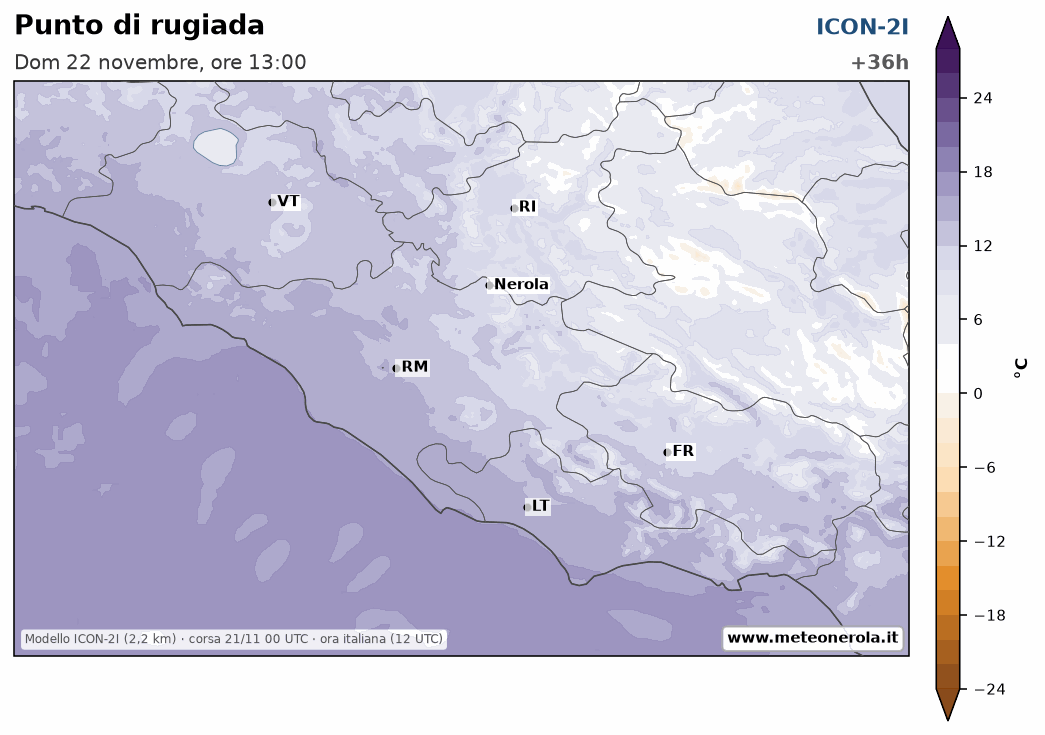 Punto di rugiada
ICON-2I
Dom 22 novembre, ore 13:00
+36h
VT
RI
Nerola
RM
FR
LT
Modello ICON-2I (2,2 km) · corsa 21/11 00 UTC · ora italiana (12 UTC)
www.meteonerola.it
24
18
12
6
0
−6
−12
−18
−24
°C